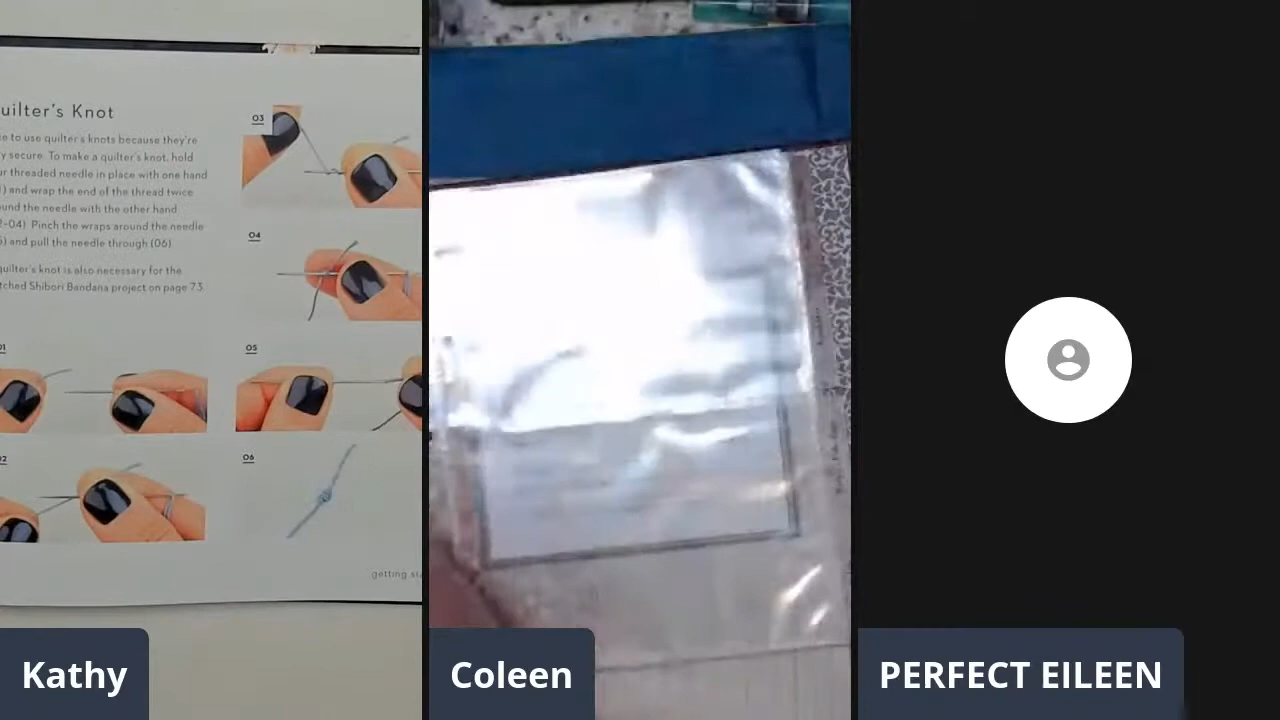 uilter's Knot
e to use quilter's knots because they're
y secure. To make a quilter's knot, hold
ur threaded needle in place with one hand
) and wrap the end of the thread twice
und the needle with the other hand
2-04). Pinch the wraps around the needle
) and pull the needle through (06)
quilter's knot is also necessary for the
tched Shibori Bandana project on page 73.
03
04
01
05
02
06
getting st
Kathy
Coleen
PERFECT EILEEN